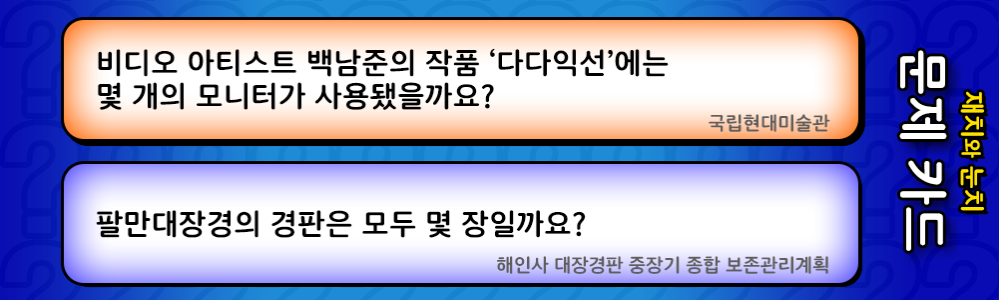 비디오 아티스트 백남준의 작품 ‘다다익선’에는
몇 개의 모니터가 사용됐을까요?
국립현대미술관
팔만대장경의 경판은 모두 몇 장일까요?
해인사 대장경판 중장기 종합 보존관리계획
재치와 눈치
문제 카드